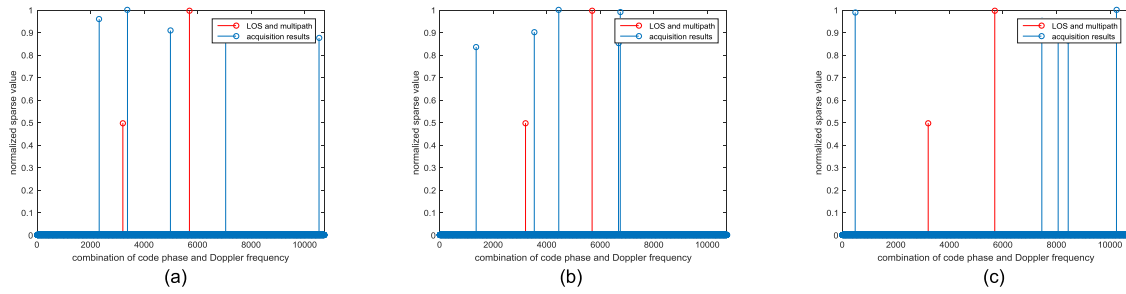 LOS and multipath
acquisition results
normalized sparse value
1
0.9
0.8
0.7
0.6
0.5
0.4
0.3
0.2
0.1
0
0 2000 4000 6000 8000 10000
combination of code phase and Doppler frequency
(a)
LOS and multipath
acquisition results
normalized sparse value
1
0.9
0.8
0.7
0.6
0.5
0.4
0.3
0.2
0.1
0
0 2000 4000 6000 8000 10000
combination of code phase and Doppler frequency
(b)
LOS and multipath
acquisition results
normalized sparse value
1
0.9
0.8
0.7
0.6
0.5
0.4
0.3
0.2
0.1
0
0 2000 4000 6000 8000 10000
combination of code phase and Doppler frequency
(c)